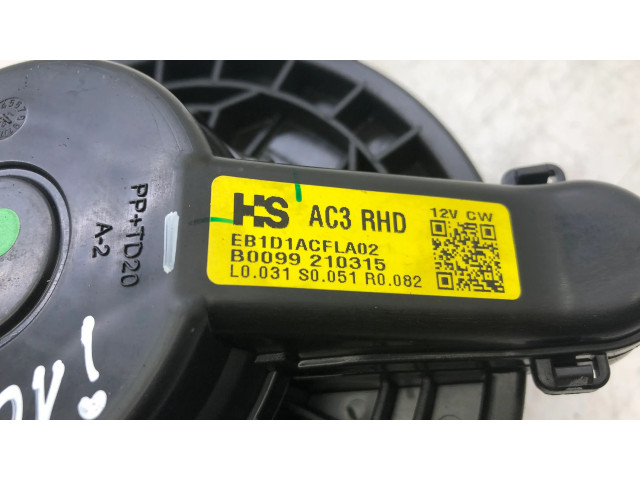 HS AC3 RHD 12V CW
EB1D1ACFLA02
B0099 210315
L0.031 S0.051 R0.082
PP+TD20
A-2